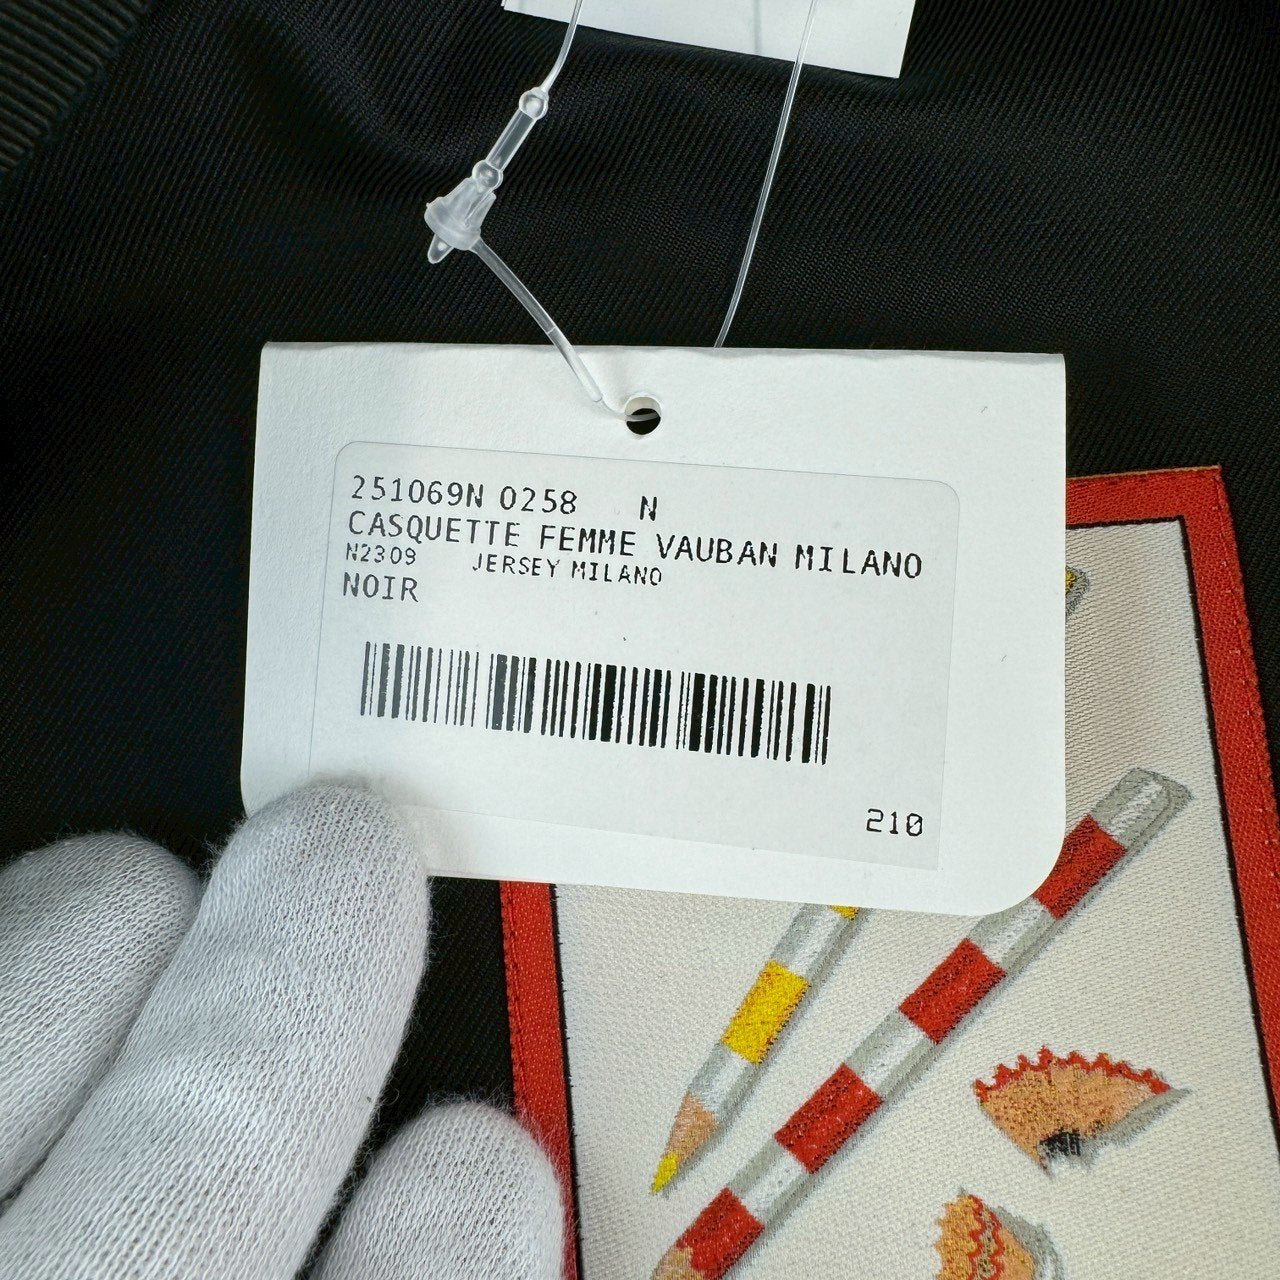 251069N 0258 N
CASQUETTE FEMME VAUBAN MILANO
N2309 JERSEY MILANO
NOIR
210